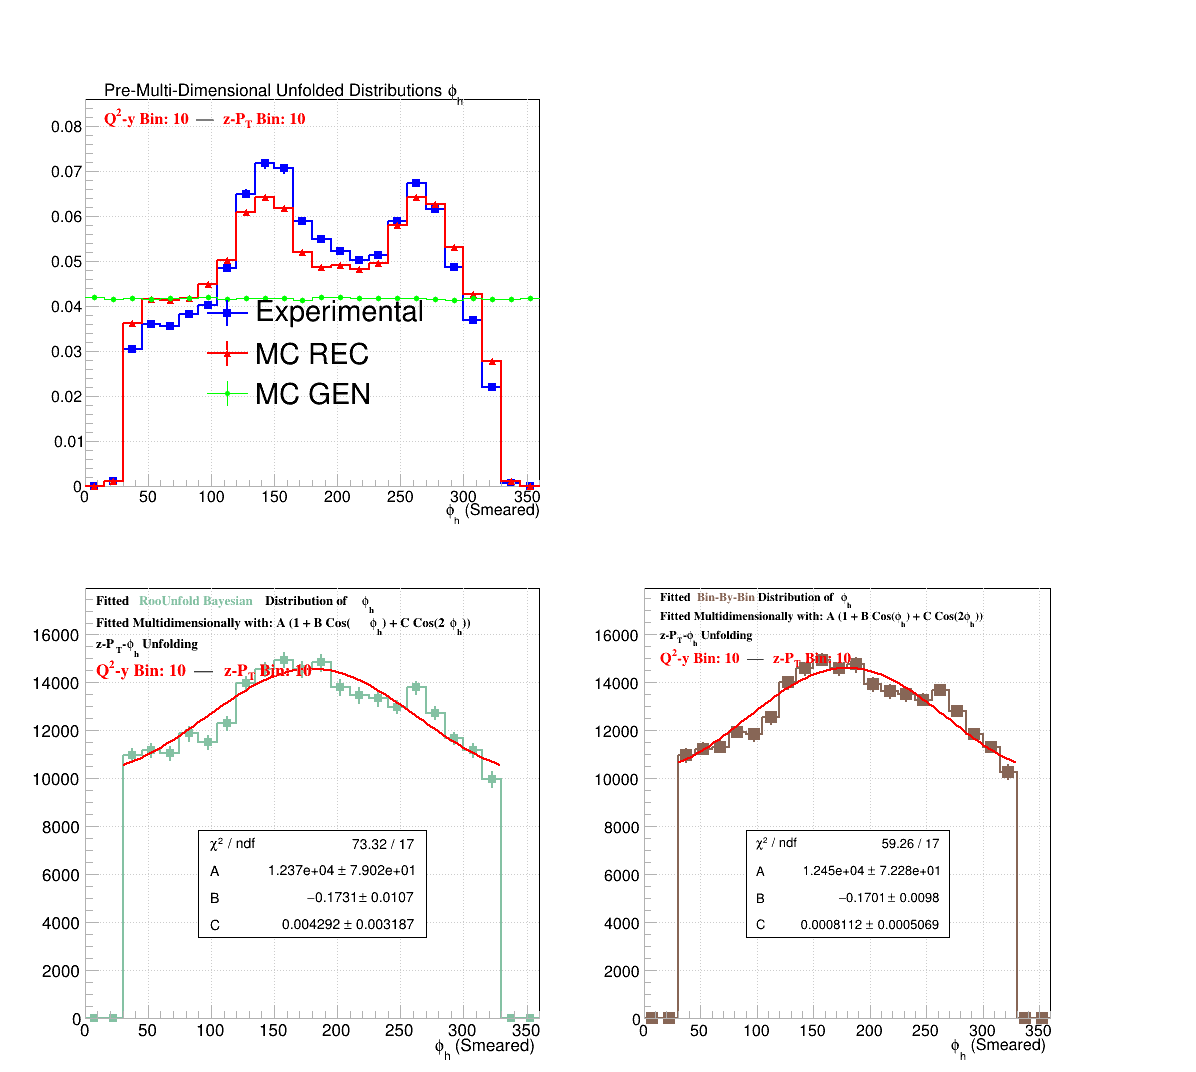 Pre-Multi-Dimensional Unfolded Distributions ϕh
Q2-y Bin: 10 — z-PT Bin: 10
0.08
0.07
0.06
0.05
0.04
0.03
0.02
0.01
0
Experimental
MC REC
MC GEN
0 50 100 150 200 250 300 350
ϕh (Smeared)
Fitted RooUnfold Bayesian Distribution of ϕh
Fitted Multidimensionally with: A (1 + B Cos(ϕh) + C Cos(2 ϕh))
z-PT-ϕh Unfolding
Q2-y Bin: 10 — z-PT Bin: 10
16000
14000
12000
10000
8000
6000
4000
2000
0
χ2 / ndf 73.32 / 17
A 1.237e+04 ± 7.902e+01
B −0.1731 ± 0.0107
C 0.004292 ± 0.003187
0 50 100 150 200 250 300 350
ϕh (Smeared)
Fitted Bin-By-Bin Distribution of ϕh
Fitted Multidimensionally with: A (1 + B Cos(ϕh) + C Cos(2ϕh))
z-PT-ϕh Unfolding
Q2-y Bin: 10 — z-PT Bin: 10
16000
14000
12000
10000
8000
6000
4000
2000
0
χ2 / ndf 59.26 / 17
A 1.245e+04 ± 7.228e+01
B −0.1701 ± 0.0098
C 0.0008112 ± 0.0005069
0 50 100 150 200 250 300 350
ϕh (Smeared)